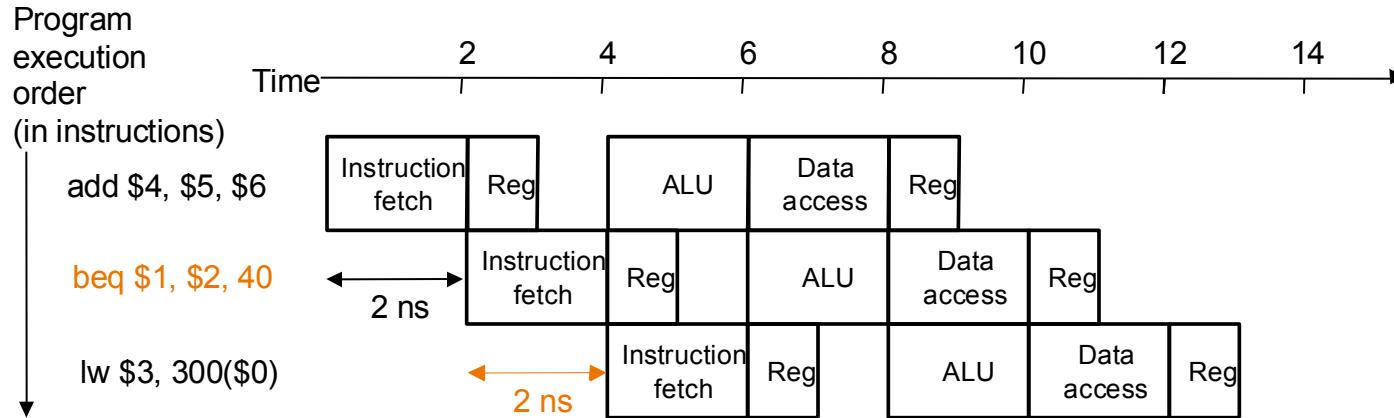 Program
execution
order
(in instructions)
Time
2 4 6 8 10 12 14
add $4, $5, $6
Instruction
fetch
Reg
ALU
Data
access
Reg
beq $1, $2, 40
2 ns
Instruction
fetch
Reg
ALU
Data
access
Reg
lw $3, 300($0)
2 ns
Instruction
fetch
Reg
ALU
Data
access
Reg